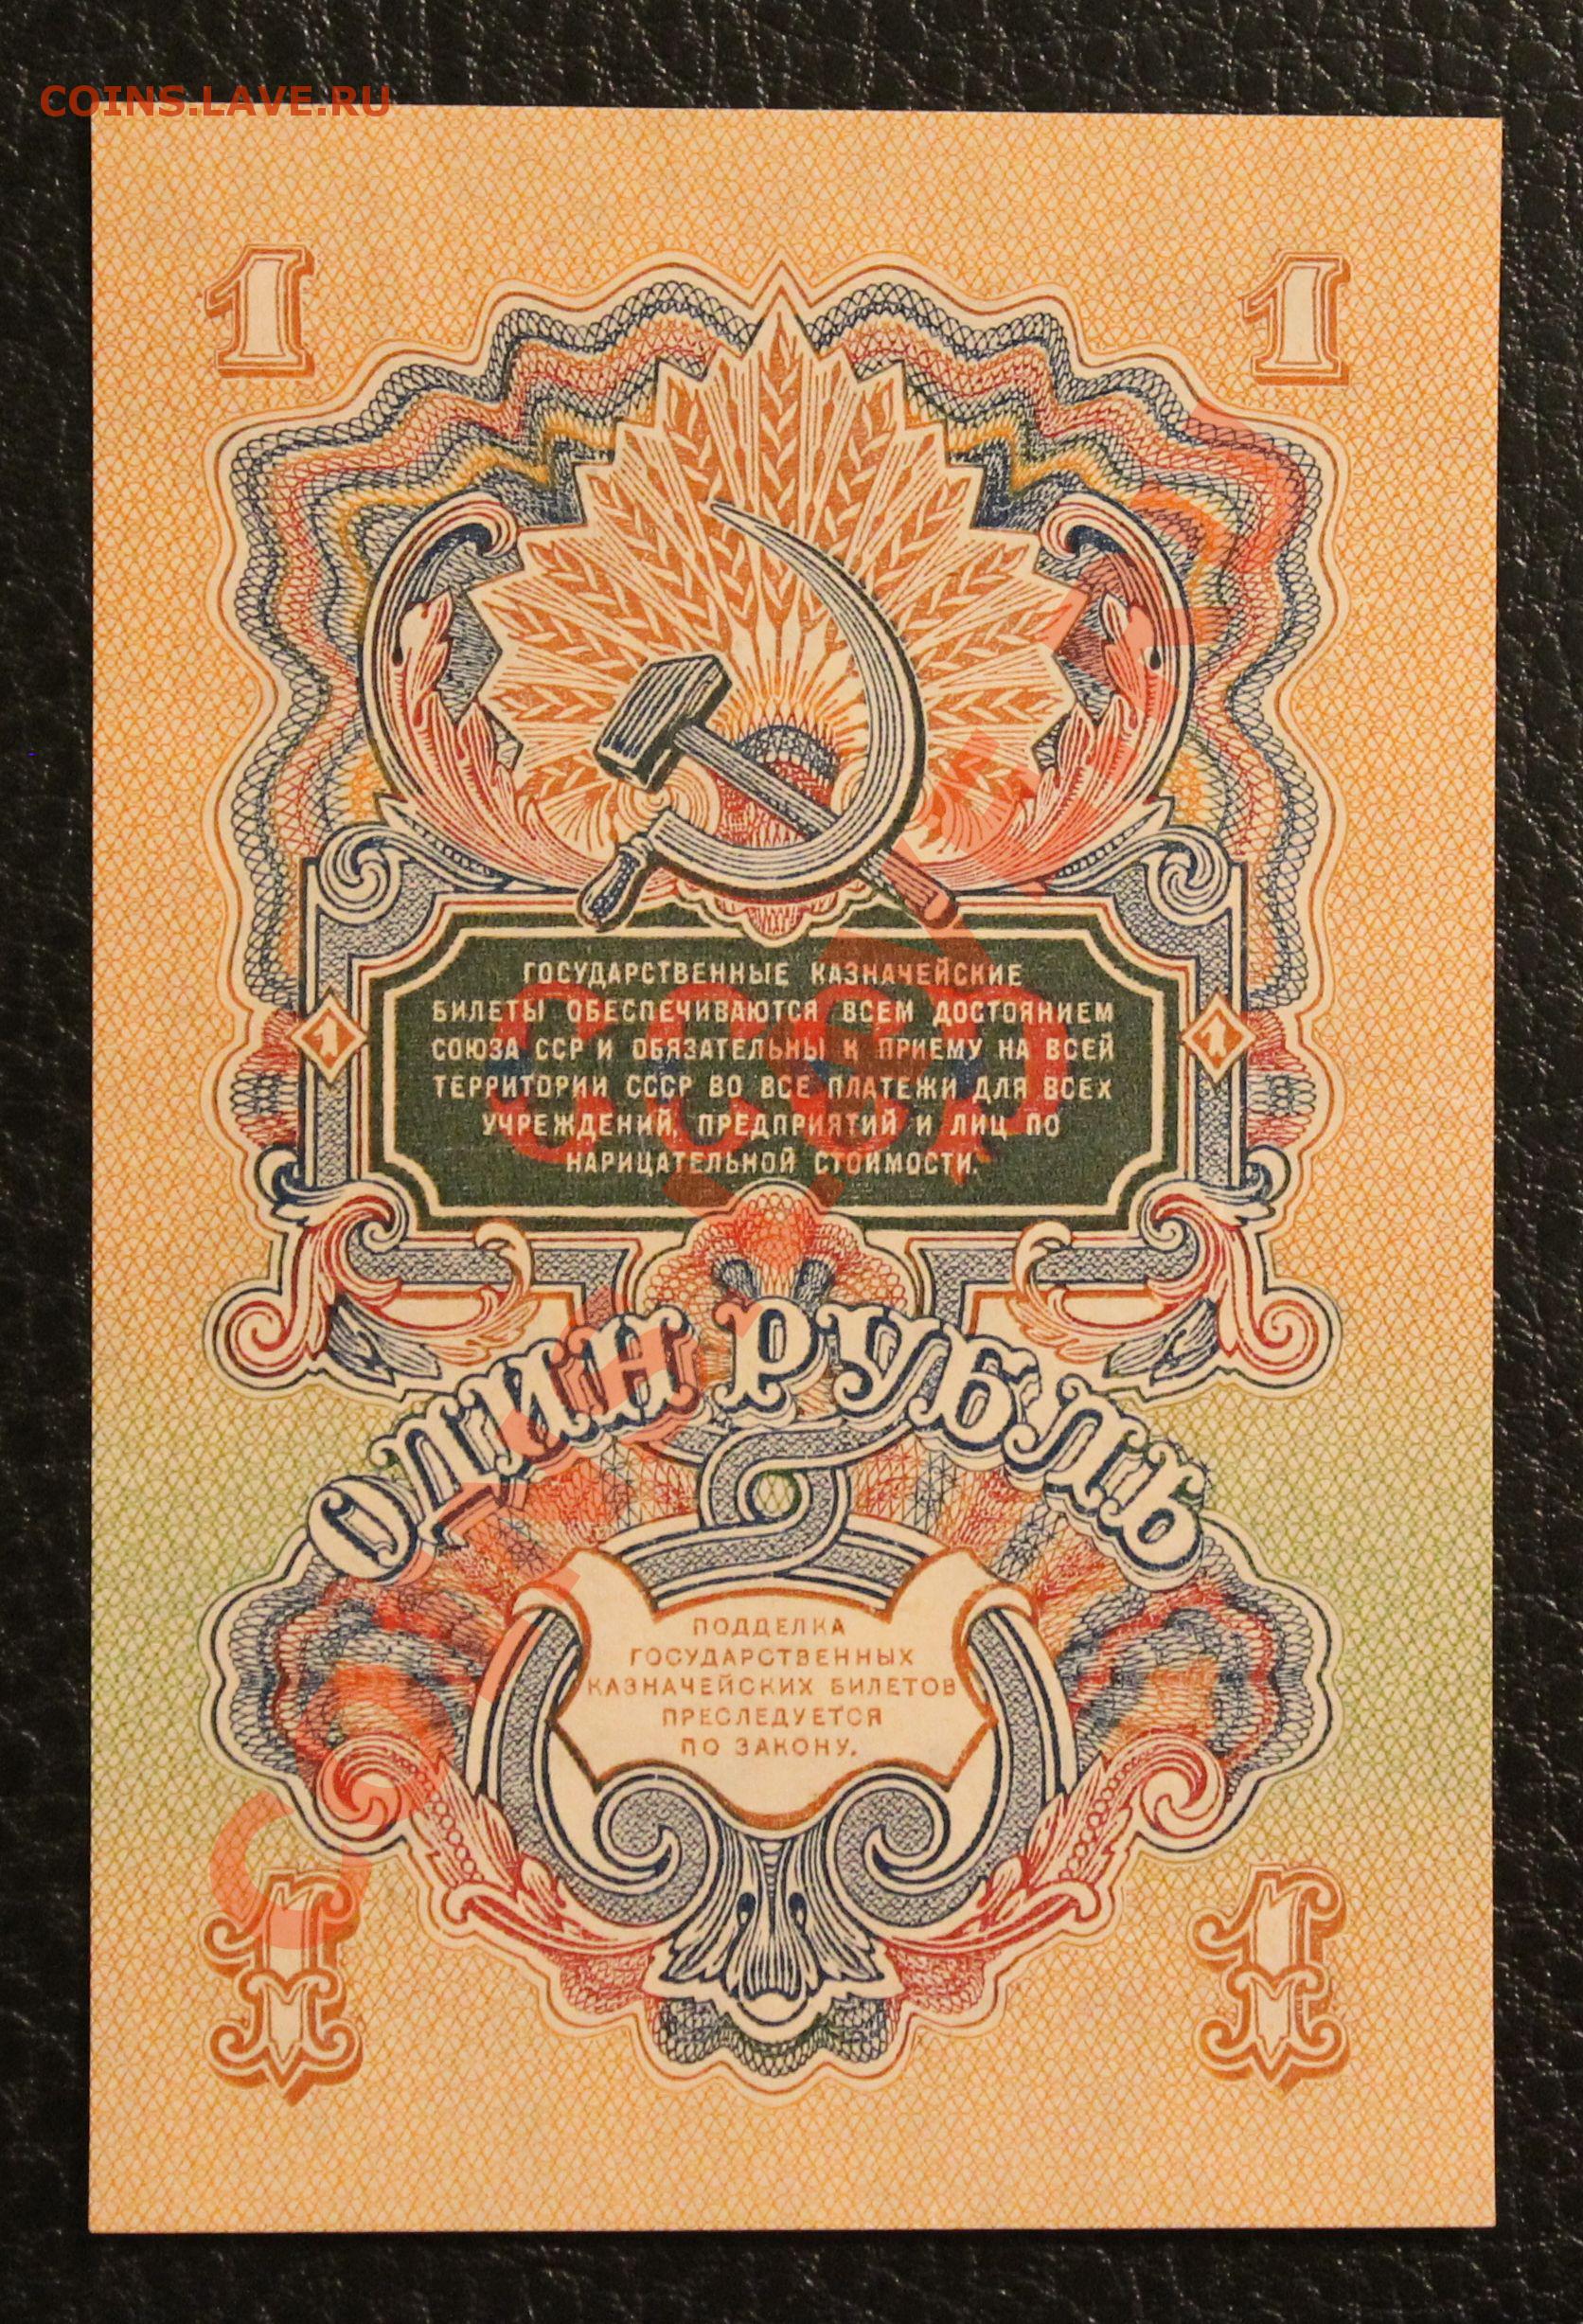 COINS.LAVE.RU
1 1
ГОСУДАРСТВЕННЫЕ КАЗНАЧЕЙСКИЕ
БИЛЕТЫ ОБЕСПЕЧИВАЮТСЯ ВСЕМ ДОСТОЯНИЕМ
СОЮЗА ССР И ОБЯЗАТЕЛЬНЫ К ПРИЕМУ НА ВСЕЙ
ТЕРРИТОРИИ СССР ВО ВСЕ ПЛАТЕЖИ ДЛЯ ВСЕХ
УЧРЕЖДЕНИЙ, ПРЕДПРИЯТИЙ И ЛИЦ ПО
НАРИЦАТЕЛЬНОЙ СТОИМОСТИ.
СССР
1 1
ОДИН РУБЛЬ
ПОДДЕЛКА
ГОСУДАРСТВЕННЫХ
КАЗНАЧЕЙСКИХ БИЛЕТОВ
ПРЕСЛЕДУЕТСЯ
ПО ЗАКОНУ.
1 1